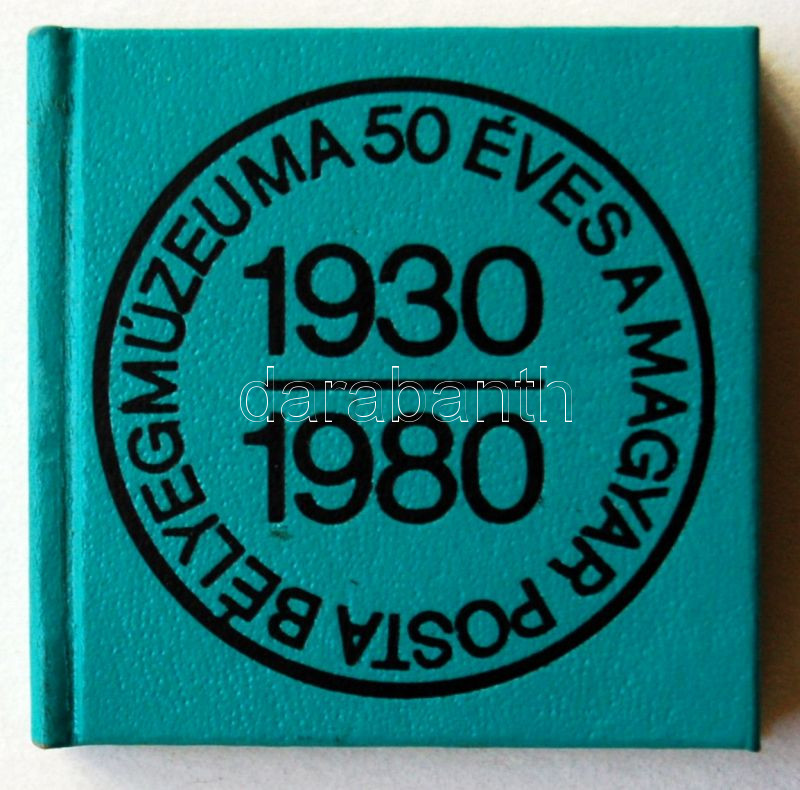 50 ÉVES A MAGYAR POSTA BÉLYEGMÚZEUMA
1930
1980
darabanth